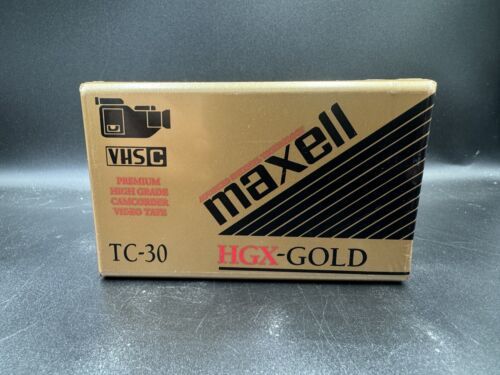 VHS C
PREMIUM
HIGH GRADE
CAMCORDER
VIDEO TAPE
maxell
TC-30
HGX-GOLD